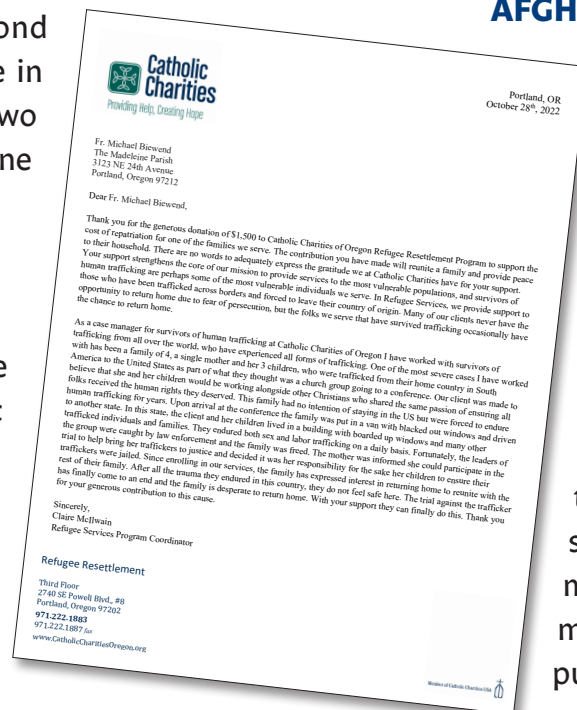 ond
e in
wo
ne
e
t
AFGH
Catholic
Charities
Providing Help, Creating Hope
Portland, OR
October 28th, 2022
Fr. Michael Biewend
The Madeleine Parish
3123 NE 24th Avenue
Portland, Oregon 97212
Dear Fr. Michael Biewend,
Thank you for the generous donation of $1,500 to Catholic Charities of Oregon Refugee Resettlement Program to support the
cost of repatriation for one of the families we serve. The contribution you have made will reunite a family and provide peace
to their household. There are no words to adequately express the gratitude we at Catholic Charities have for your support.
Your support strengthens the core of our mission to provide services to the most vulnerable populations, and survivors of
human trafficking are perhaps some of the most vulnerable individuals we serve. In Refugee Services, we provide support to
those who have been trafficked across borders and forced to leave their country of origin. Many of our clients never have the
opportunity to return home due to fear of persecution, but the folks we serve that have survived trafficking occasionally have
the chance to return home.
As a case manager for survivors of human trafficking at Catholic Charities of Oregon I have worked with survivors of
trafficking from all over the world, who have experienced all forms of trafficking. One of the most severe cases I have worked
with has been a family of 4, a single mother and her 3 children, who were trafficked from their home country in South
America to the United States as part of what they thought was a church group going to a conference. Our client was made to
believe that she and her children would be working alongside other Christians who shared the same passion of ensuring all
folks received the human rights they deserved. This family had no intention of staying in the US but were forced to endure
human trafficking for years. Upon arrival at the conference the family was put in a van with blacked out windows and driven
to another state. In this state, the client and her children lived in a building with boarded up windows and many other
trafficked individuals and families. They endured both sex and labor trafficking on a daily basis. Fortunately, the leaders of
the group were caught by law enforcement and the family was freed. The mother was informed she could participate in the
trial to help bring her traffickers to justice and decided it was her responsibility for the sake her children to ensure their
traffickers were jailed. Since enrolling in our services, the family has expressed interest in returning home to reunite with the
rest of their family. After all the trauma they endured in this country, they do not feel safe here. The trial against the trafficker
has finally come to an end and the family is desperate to return home. With your support they can finally do this. Thank you
for your generous contribution to this cause.
Sincerely,
Claire McIlwain
Refugee Services Program Coordinator
Refugee Resettlement
Third Floor
2740 SE Powell Blvd., #8
Portland, Oregon 97202
971.222.1883
971.222.1887 fax
www.CatholicCharitiesOregon.org
Member of Catholic Charities USA
t
s
n
m
pu